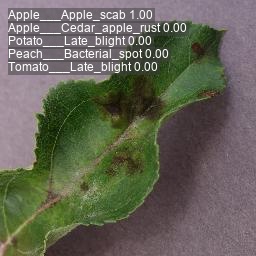 Apple___Apple_scab 1.00
Apple___Cedar_apple_rust 0.00
Potato___Late_blight 0.00
Peach___Bacterial_spot 0.00
Tomato___Late_blight 0.00